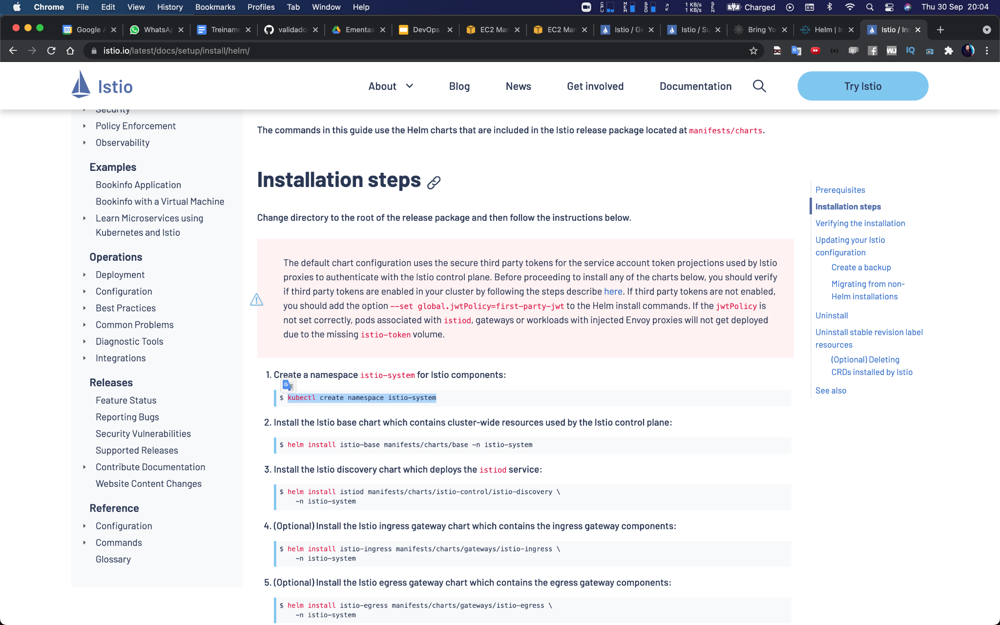 Chrome File Edit View History Bookmarks Profiles Tab Window Help
CPU MEM SSD 1 KB/s 1 KB/s SEN Charged Thu 30 Sep 20:04
Google WhatsAp Treiname validado Ementas DevOps EC2 Man EC2 Man Istio / Ge Istio / Su Bring Yo Helm | In Istio / Ins
istio.io/latest/docs/setup/install/helm/
Istio
About Blog News Get involved Documentation Try Istio
Security
Policy Enforcement
Observability
Examples
Bookinfo Application
Bookinfo with a Virtual Machine
Learn Microservices using
Kubernetes and Istio
Operations
Deployment
Configuration
Best Practices
Common Problems
Diagnostic Tools
Integrations
Releases
Feature Status
Reporting Bugs
Security Vulnerabilities
Supported Releases
Contribute Documentation
Website Content Changes
Reference
Configuration
Commands
Glossary
The commands in this guide use the Helm charts that are included in the Istio release package located at manifests/charts.
Installation steps
Change directory to the root of the release package and then follow the instructions below.
The default chart configuration uses the secure third party tokens for the service account token projections used by Istio
proxies to authenticate with the Istio control plane. Before proceeding to install any of the charts below, you should verify
if third party tokens are enabled in your cluster by following the steps describe here. If third party tokens are not enabled,
you should add the option --set global.jwtPolicy=first-party-jwt to the Helm install commands. If the jwtPolicy is
not set correctly, pods associated with istiod, gateways or workloads with injected Envoy proxies will not get deployed
due to the missing istio-token volume.
1. Create a namespace istio-system for Istio components:
$ kubectl create namespace istio-system
2. Install the Istio base chart which contains cluster-wide resources used by the Istio control plane:
$ helm install istio-base manifests/charts/base -n istio-system
3. Install the Istio discovery chart which deploys the istiod service:
$ helm install istiod manifests/charts/istio-control/istio-discovery \
-n istio-system
4. (Optional) Install the Istio ingress gateway chart which contains the ingress gateway components:
$ helm install istio-ingress manifests/charts/gateways/istio-ingress \
-n istio-system
5. (Optional) Install the Istio egress gateway chart which contains the egress gateway components:
$ helm install istio-egress manifests/charts/gateways/istio-egress \
-n istio-system
Prerequisites
Installation steps
Verifying the installation
Updating your Istio
configuration
Create a backup
Migrating from non-
Helm installations
Uninstall
Uninstall stable revision label
resources
(Optional) Deleting
CRDs installed by Istio
See also